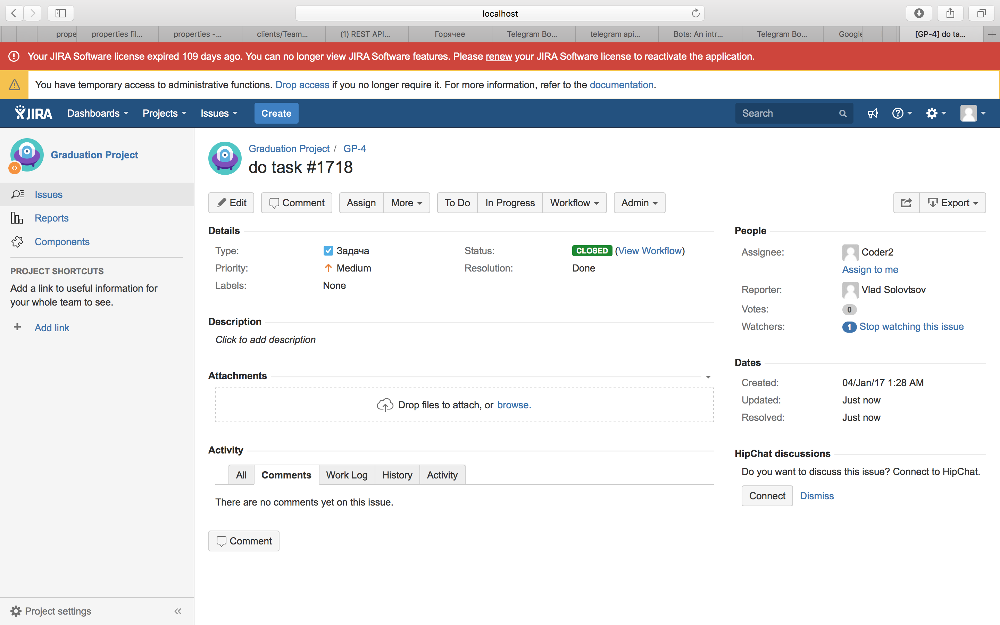 localhost
prope
properties fil...
properties -...
clients/Team...
(1) REST API...
Горячее
Telegram Bo...
telegram api...
Bots: An intr...
Telegram Bo...
Google
[GP-4] do ta...
Your JIRA Software license expired 109 days ago. You can no longer view JIRA Software features. Please renew your JIRA Software license to reactivate the application.
You have temporary access to administrative functions. Drop access if you no longer require it. For more information, refer to the documentation.
JIRA Dashboards Projects Issues Create Search
Graduation Project
Issues
Reports
Components
PROJECT SHORTCUTS
Add a link to useful information for
your whole team to see.
+ Add link
Project settings
Graduation Project / GP-4
do task #1718
Edit Comment Assign More To Do In Progress Workflow Admin Export
Details
Type: Задача
Status: CLOSED (View Workflow)
Priority: Medium
Resolution: Done
Labels: None
Description
Click to add description
Attachments
Drop files to attach, or browse.
Activity
All Comments Work Log History Activity
There are no comments yet on this issue.
Comment
People
Assignee: Coder2
Assign to me
Reporter: Vlad Solovtsov
Votes: 0
Watchers: 1 Stop watching this issue
Dates
Created: 04/Jan/17 1:28 AM
Updated: Just now
Resolved: Just now
HipChat discussions
Do you want to discuss this issue? Connect to HipChat.
Connect Dismiss